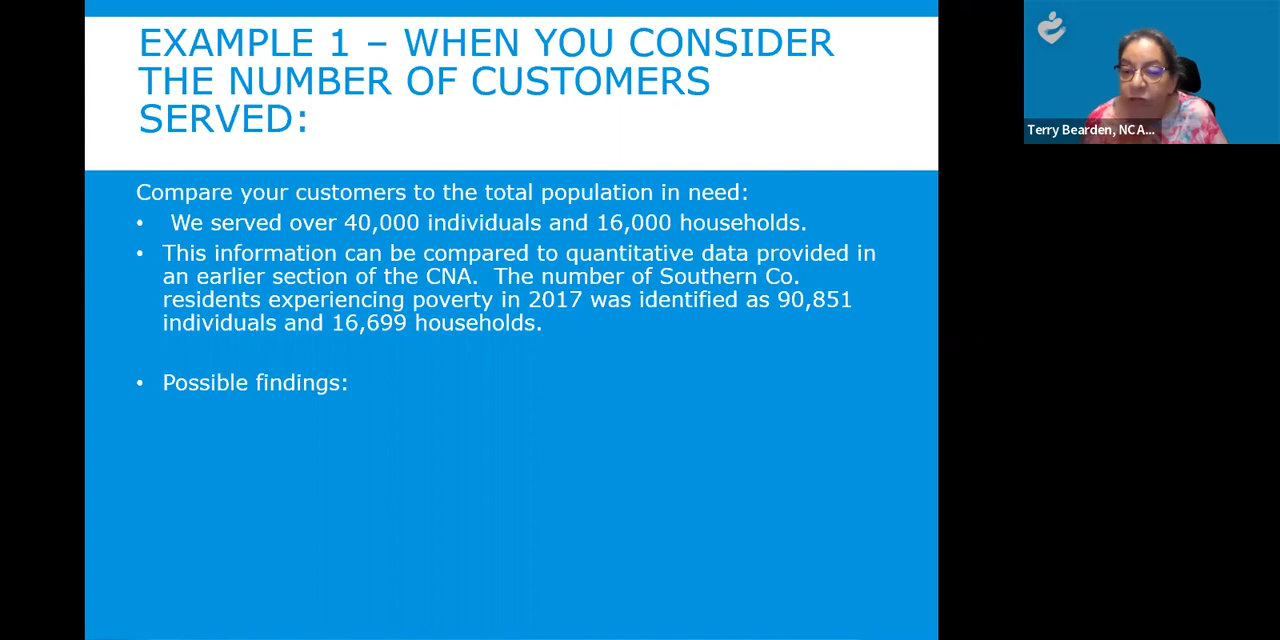 EXAMPLE 1 – WHEN YOU CONSIDER
THE NUMBER OF CUSTOMERS
SERVED:
Compare your customers to the total population in need:
• We served over 40,000 individuals and 16,000 households.
• This information can be compared to quantitative data provided in
an earlier section of the CNA. The number of Southern Co.
residents experiencing poverty in 2017 was identified as 90,851
individuals and 16,699 households.
• Possible findings:
Terry Bearden, NCA...